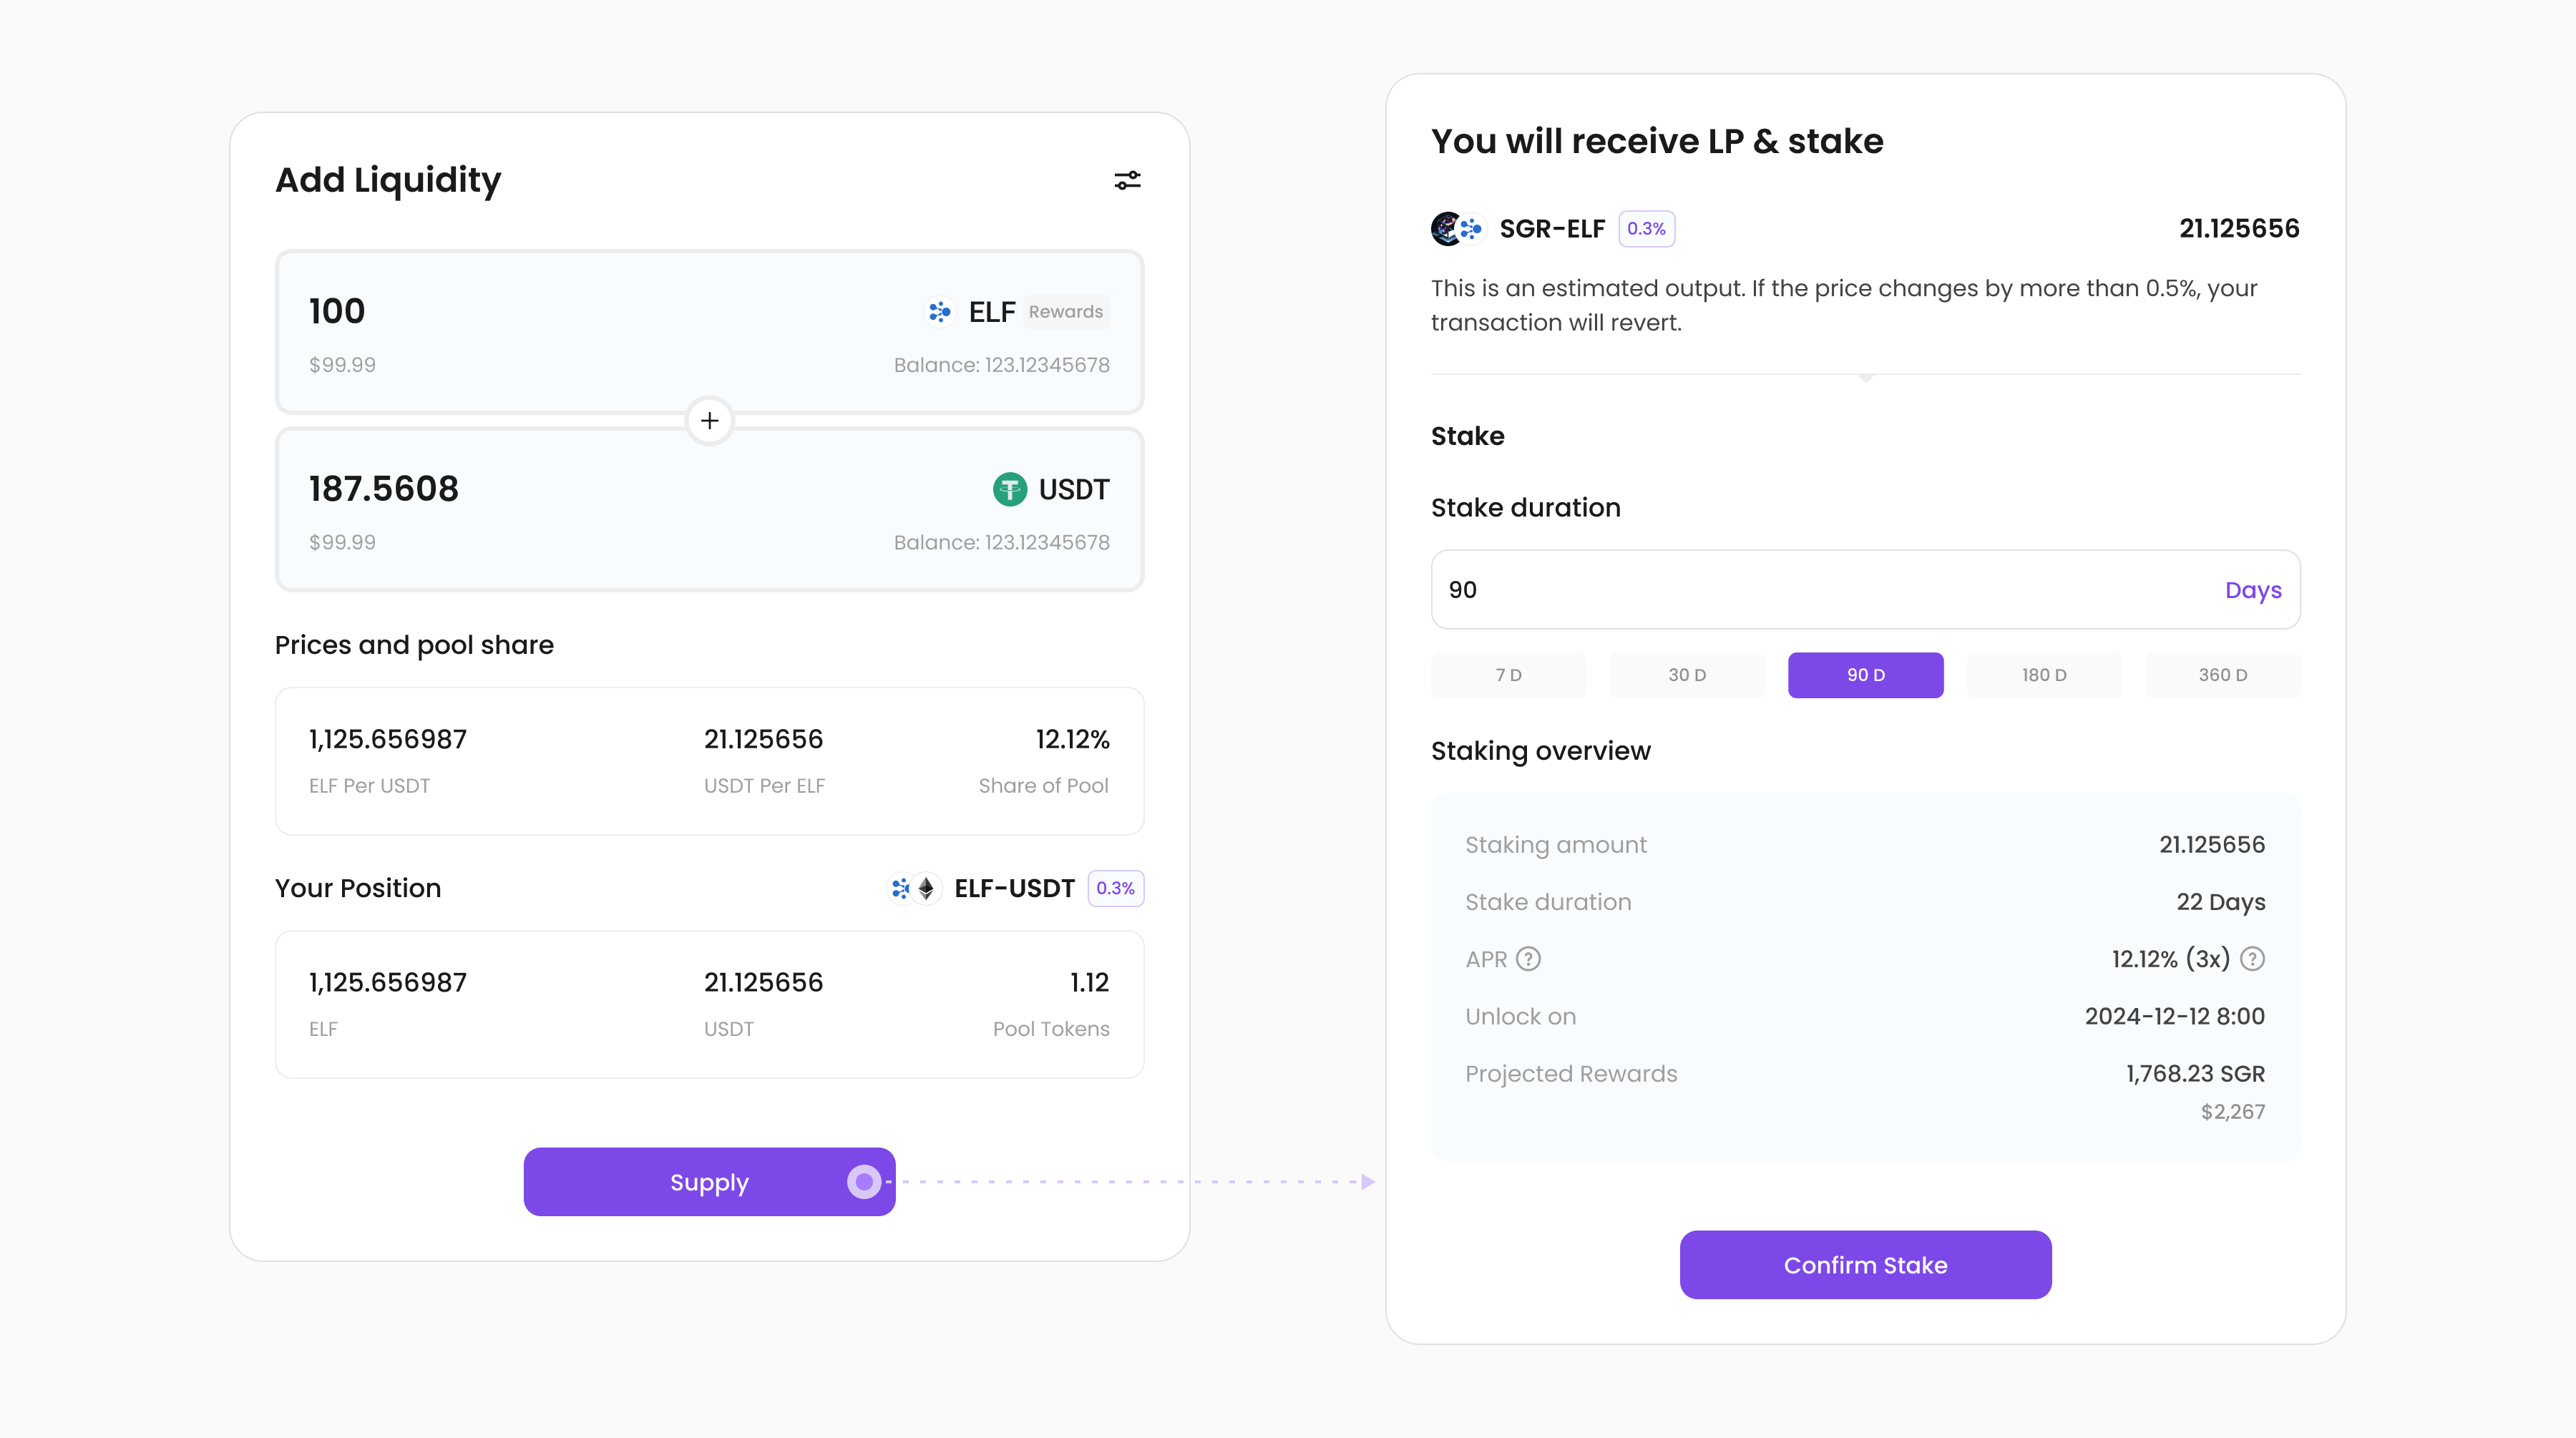 Add Liquidity
100
ELF Rewards
$99.99
Balance: 123.12345678
187.5608
USDT
$99.99
Balance: 123.12345678
Prices and pool share
1,125.656987 21.125656 12.12%
ELF Per USDT USDT Per ELF Share of Pool
Your Position ELF-USDT 0.3%
1,125.656987 21.125656 1.12
ELF USDT Pool Tokens
Supply
You will receive LP & stake
SGR-ELF 0.3% 21.125656
This is an estimated output. If the price changes by more than 0.5%, your
transaction will revert.
Stake
Stake duration
90 Days
7 D 30 D 90 D 180 D 360 D
Staking overview
Staking amount 21.125656
Stake duration 22 Days
APR ? 12.12% (3x) ?
Unlock on 2024-12-12 8:00
Projected Rewards 1,768.23 SGR
$2,267
Confirm Stake